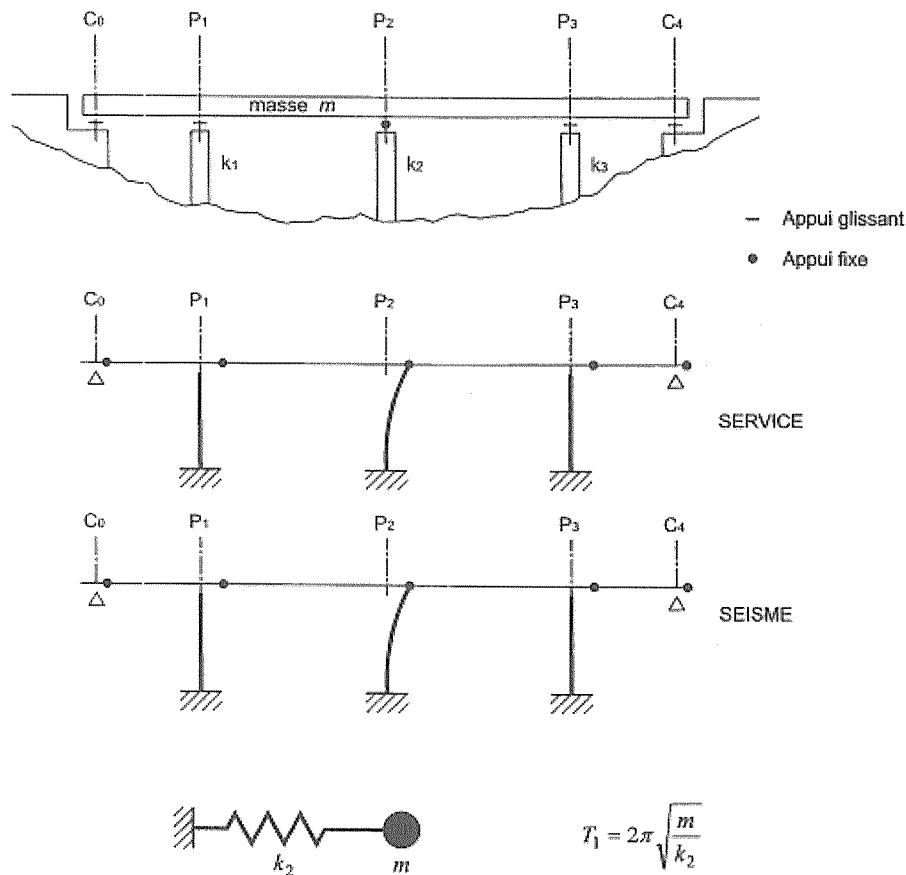 C0 P1 P2 P3 C4
masse m
k1 k2 k3
Appui glissant
Appui fixe
C0 P1 P2 P3 C4
SERVICE
C0 P1 P2 P3 C4
SEISME
k2 m
T1 = 2π√(m/k2)